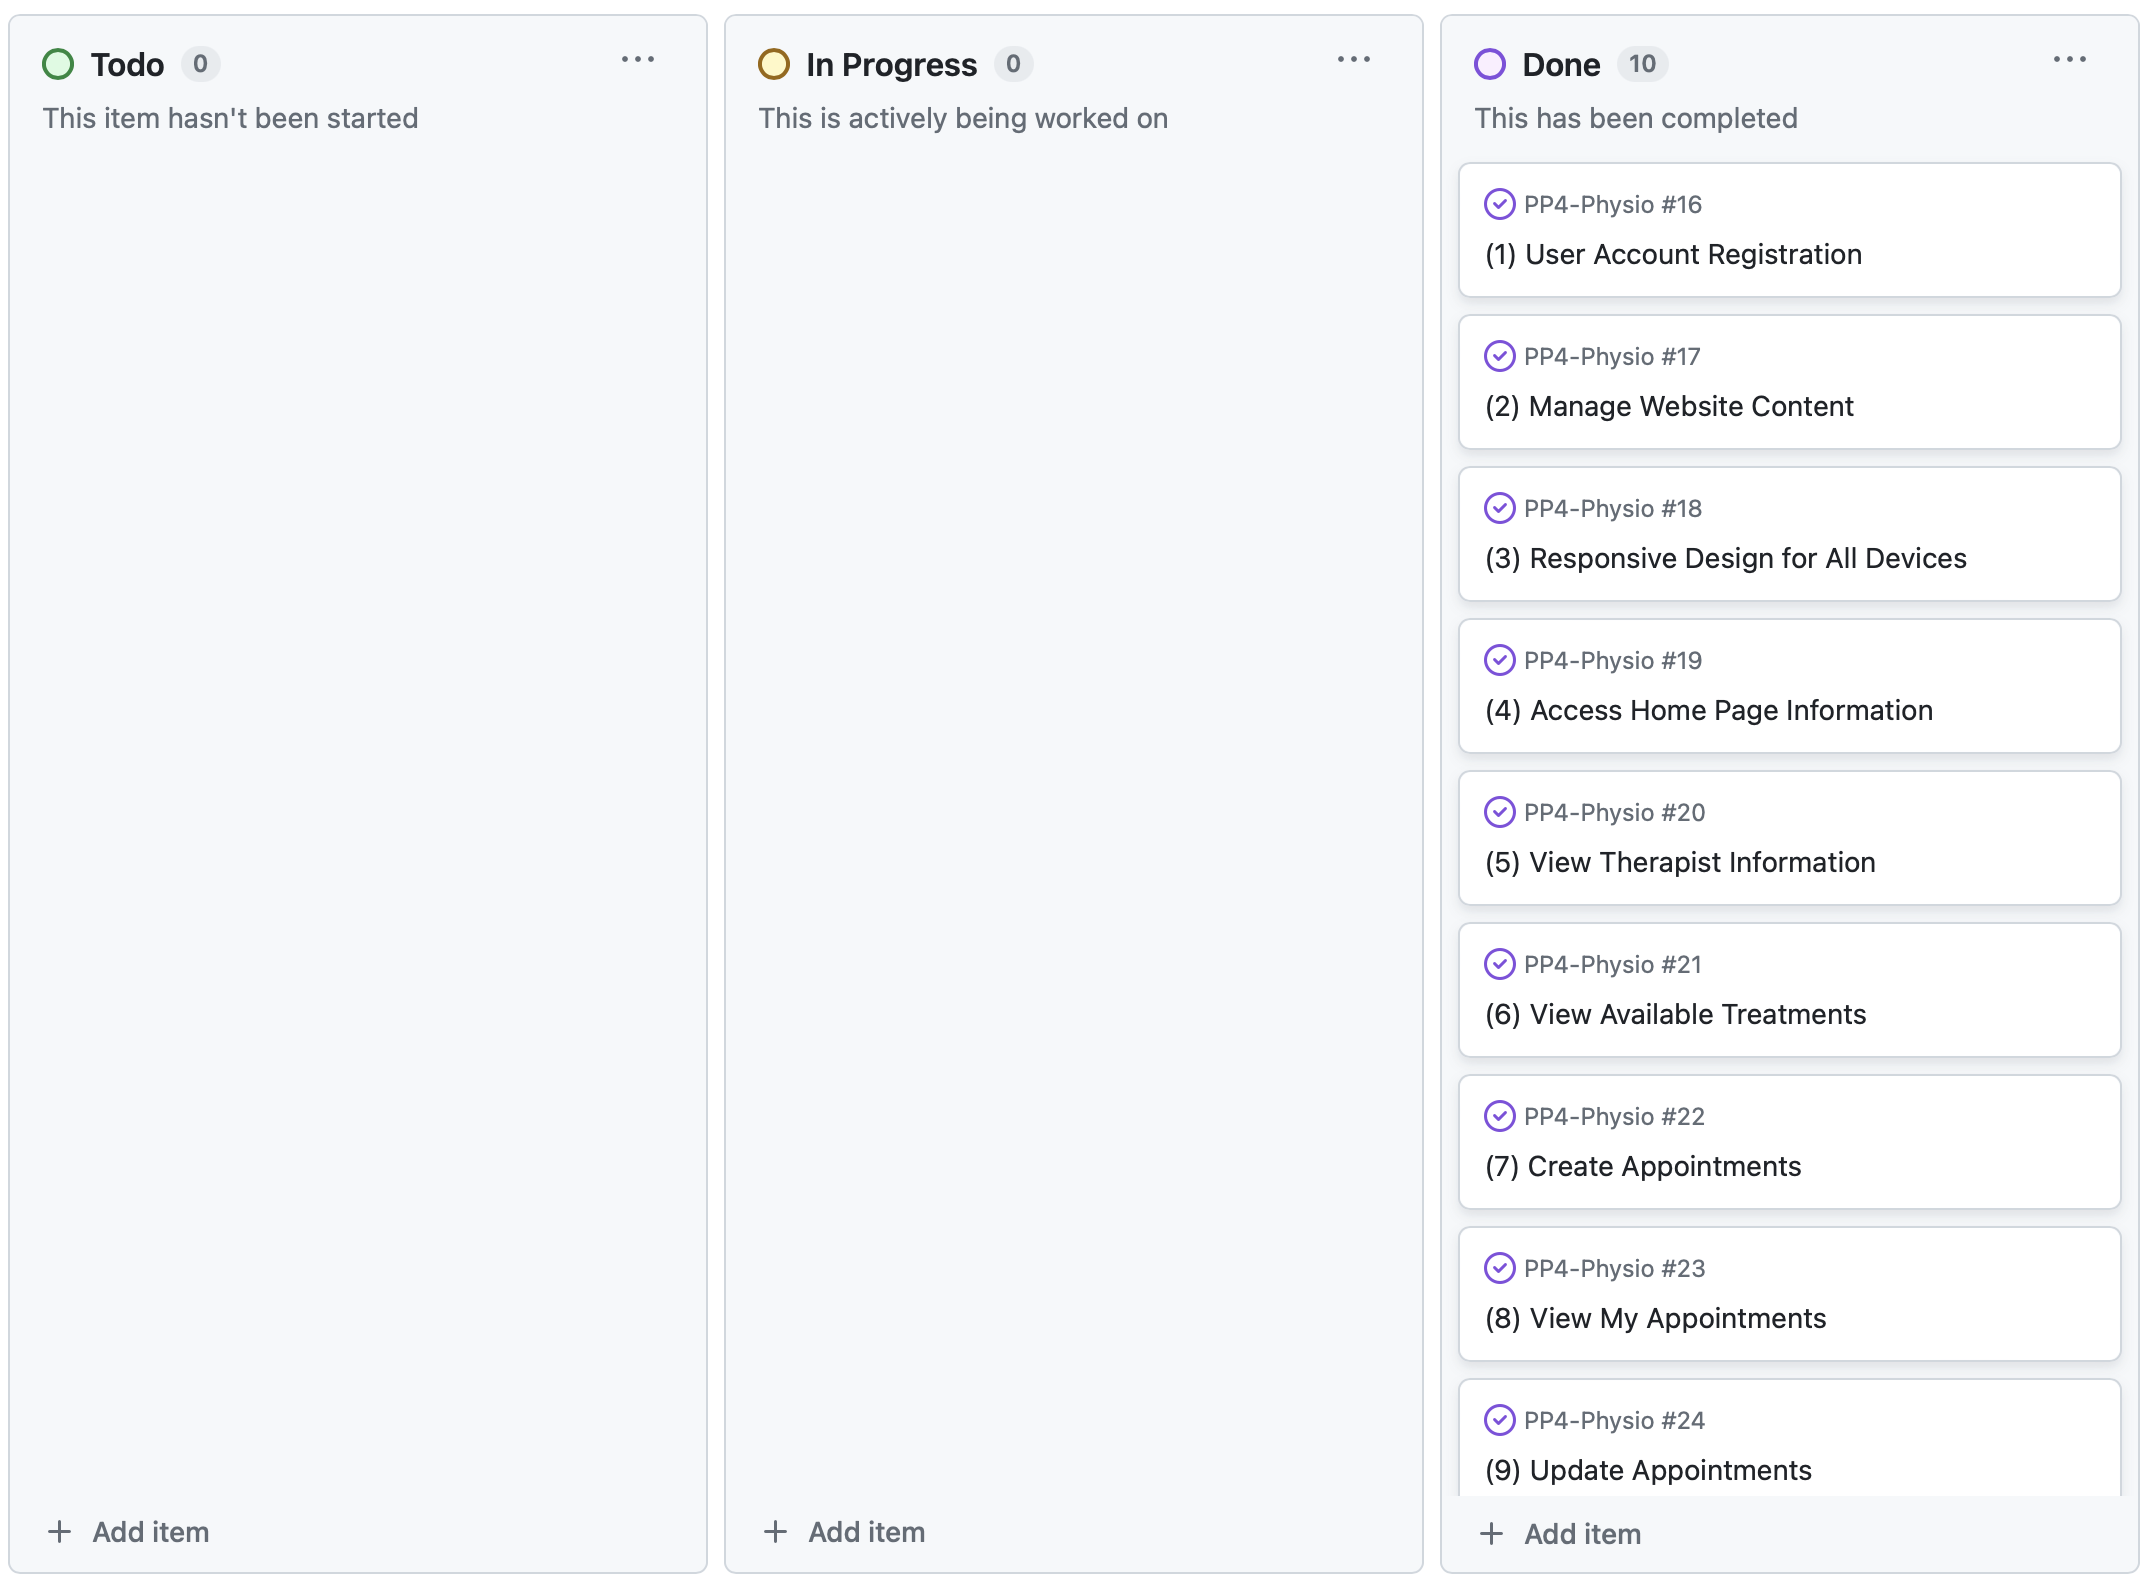 Todo 0
This item hasn't been started
Add item
In Progress 0
This is actively being worked on
Add item
Done 10
This has been completed
PP4-Physio #16
(1) User Account Registration
PP4-Physio #17
(2) Manage Website Content
PP4-Physio #18
(3) Responsive Design for All Devices
PP4-Physio #19
(4) Access Home Page Information
PP4-Physio #20
(5) View Therapist Information
PP4-Physio #21
(6) View Available Treatments
PP4-Physio #22
(7) Create Appointments
PP4-Physio #23
(8) View My Appointments
PP4-Physio #24
(9) Update Appointments
Add item